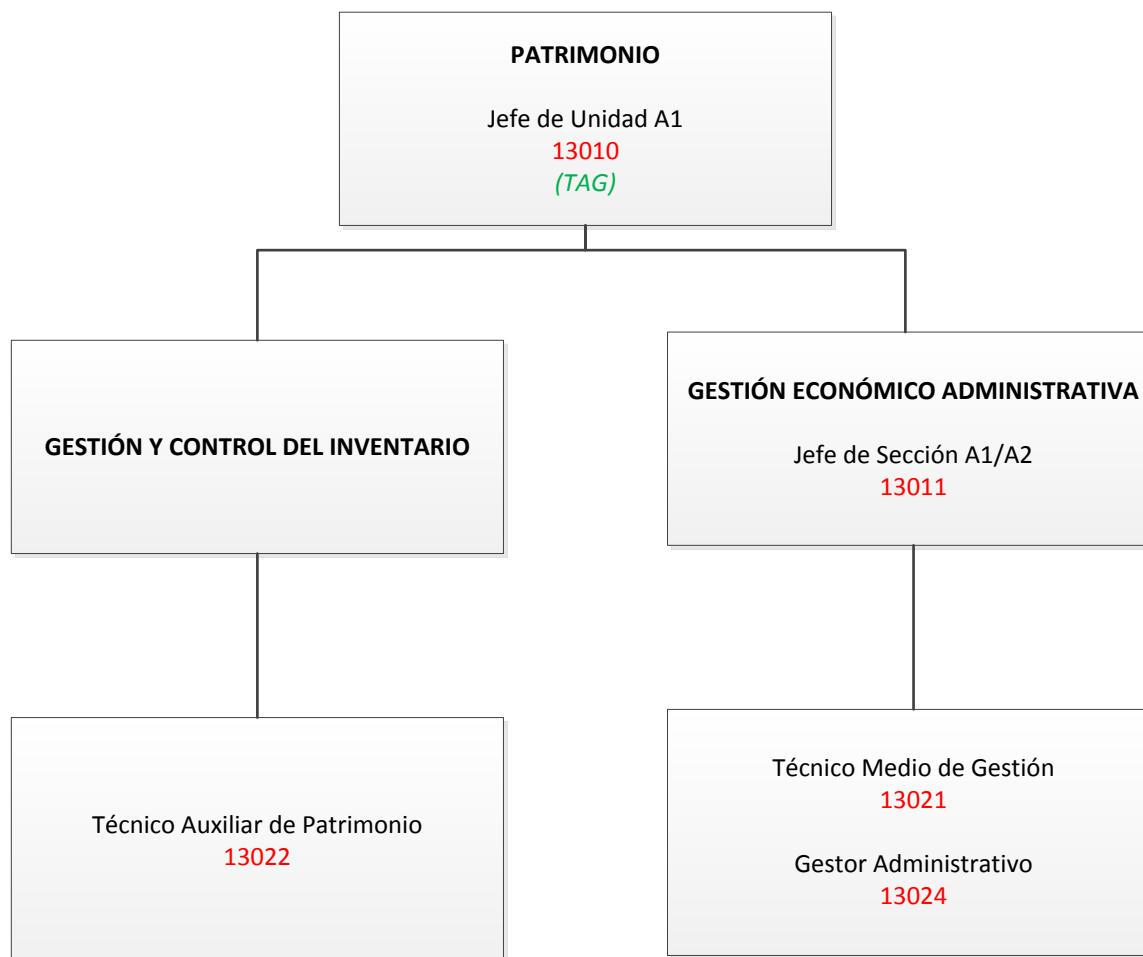 PATRIMONIO
Jefe de Unidad A1
13010
(TAG)
GESTIÓN Y CONTROL DEL INVENTARIO
GESTIÓN ECONÓMICO ADMINISTRATIVA
Jefe de Sección A1/A2
13011
Técnico Auxiliar de Patrimonio
13022
Técnico Medio de Gestión
13021
Gestor Administrativo
13024